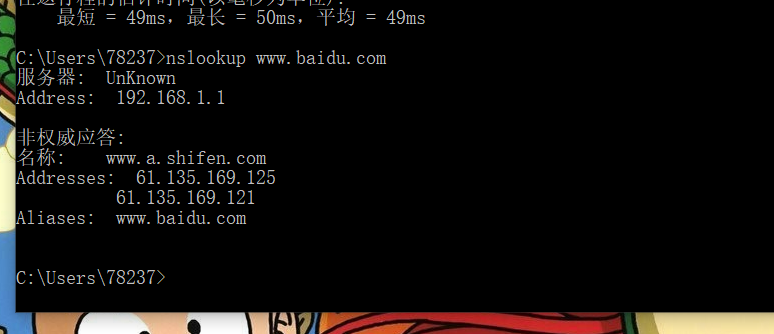 最短 = 49ms，最长 = 50ms，平均 = 49ms
C:\Users\78237>nslookup www.baidu.com
服务器:  UnKnown
Address:  192.168.1.1
非权威应答:
名称:    www.a.shifen.com
Addresses:  61.135.169.125
61.135.169.121
Aliases:  www.baidu.com
C:\Users\78237>